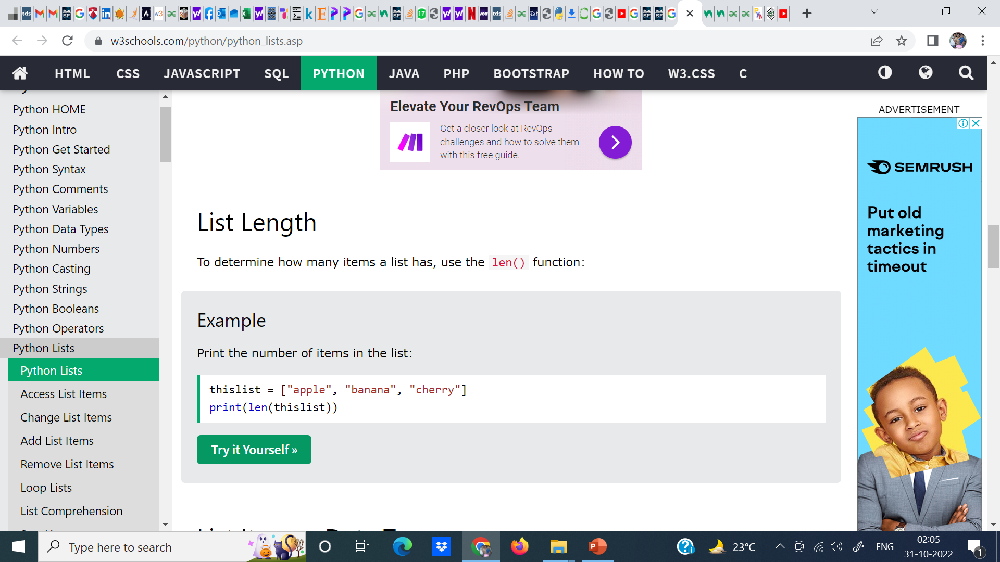 w3schools.com/python/python_lists.asp
HTML
CSS
JAVASCRIPT
SQL
PYTHON
JAVA
PHP
BOOTSTRAP
HOW TO
W3.CSS
C
Python HOME
Python Intro
Python Get Started
Python Syntax
Python Comments
Python Variables
Python Data Types
Python Numbers
Python Casting
Python Strings
Python Booleans
Python Operators
Python Lists
Python Lists
Access List Items
Change List Items
Add List Items
Remove List Items
Loop Lists
List Comprehension
Elevate Your RevOps Team
Get a closer look at RevOps
challenges and how to solve them
with this free guide.
List Length
To determine how many items a list has, use the len() function:
Example
Print the number of items in the list:
thislist = ["apple", "banana", "cherry"]
print(len(thislist))
Try it Yourself »
ADVERTISEMENT
SEMRUSH
Put old
marketing
tactics in
timeout
Type here to search
23°C
ENG
02:05
31-10-2022
1